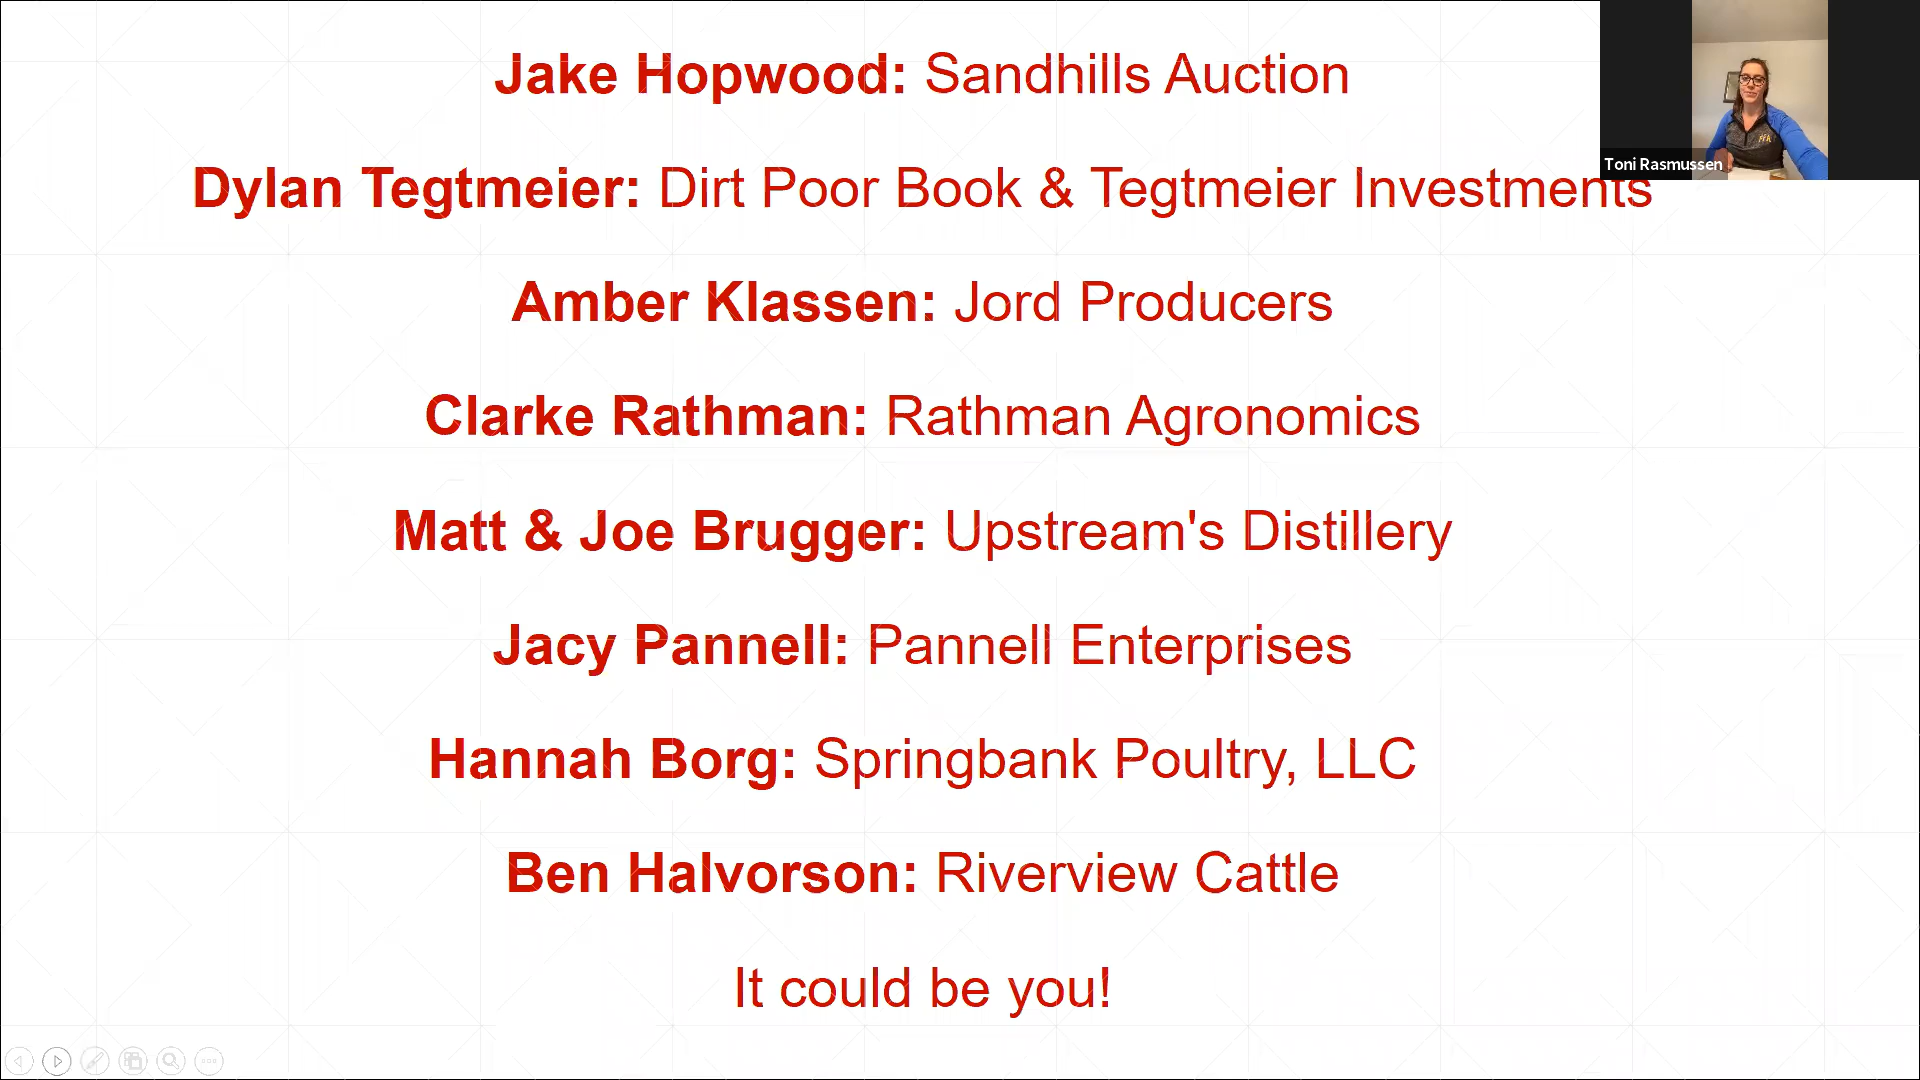 Jake Hopwood: Sandhills Auction
Toni Rasmussen
Dylan Tegtmeier: Dirt Poor Book & Tegtmeier Investments
Amber Klassen: Jord Producers
Clarke Rathman: Rathman Agronomics
Matt & Joe Brugger: Upstream's Distillery
Jacy Pannell: Pannell Enterprises
Hannah Borg: Springbank Poultry, LLC
Ben Halvorson: Riverview Cattle
It could be you!